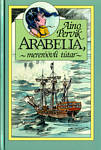 Aino
Pervik
ARABELLA,
~ mereröövli tütar ~